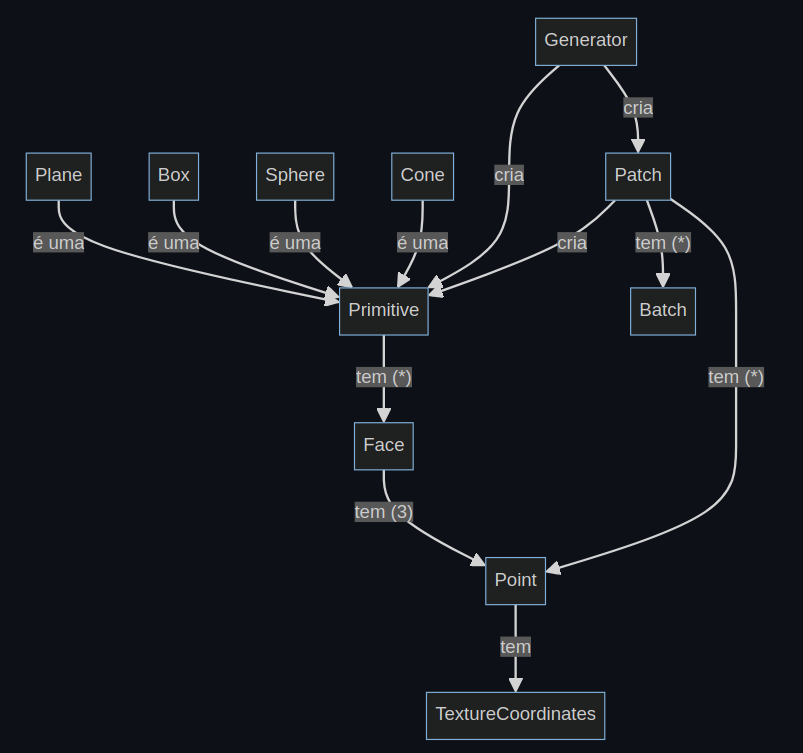 Generator
cria
Plane
Box
Sphere
Cone
cria
Patch
é uma
é uma
é uma
é uma
cria
tem (*)
Primitive
Batch
tem (*)
tem (*)
Face
tem (3)
Point
tem
TextureCoordinates